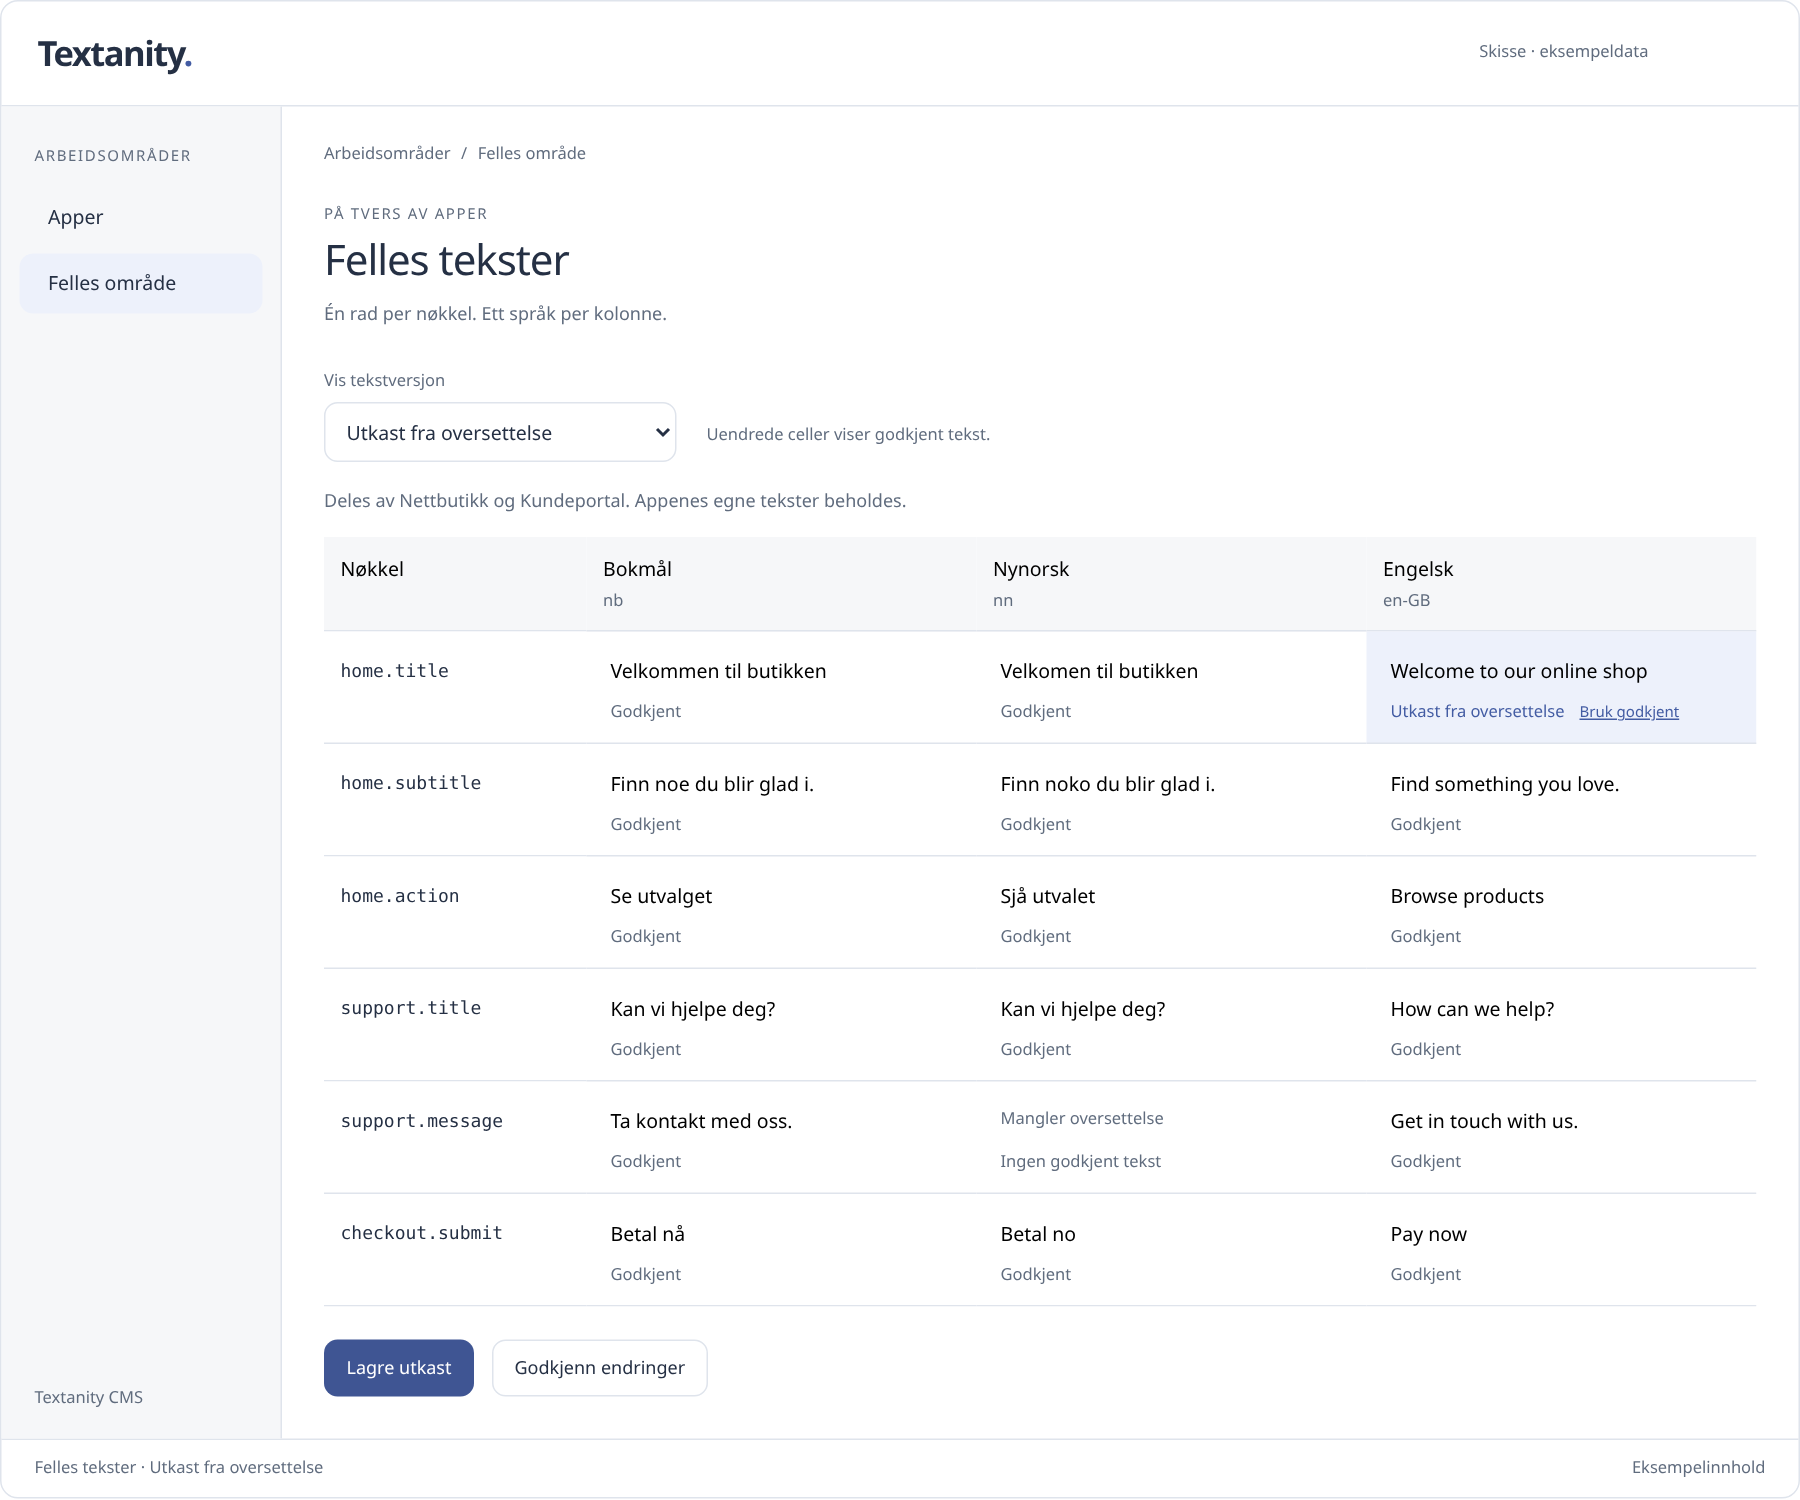 Textanity.
Skisse · eksempeldata
ARBEIDSOMRÅDER
Apper
Felles område
Textanity CMS
Arbeidsområder / Felles område
PÅ TVERS AV APPER
Felles tekster
Én rad per nøkkel. Ett språk per kolonne.
Vis tekstversjon
Utkast fra oversettelse
Uendrede celler viser godkjent tekst.
Deles av Nettbutikk og Kundeportal. Appenes egne tekster beholdes.
Nøkkel Bokmål Nynorsk Engelsk
nb nn en-GB
home.title Velkommen til butikken Velkomen til butikken Welcome to our online shop
Godkjent Godkjent Utkast fra oversettelse Bruk godkjent
home.subtitle Finn noe du blir glad i. Finn noko du blir glad i. Find something you love.
Godkjent Godkjent Godkjent
home.action Se utvalget Sjå utvalet Browse products
Godkjent Godkjent Godkjent
support.title Kan vi hjelpe deg? Kan vi hjelpe deg? How can we help?
Godkjent Godkjent Godkjent
support.message Ta kontakt med oss. Mangler oversettelse Get in touch with us.
Godkjent Ingen godkjent tekst Godkjent
checkout.submit Betal nå Betal no Pay now
Godkjent Godkjent Godkjent
Lagre utkast Godkjenn endringer
Felles tekster · Utkast fra oversettelse
Eksempelinnhold